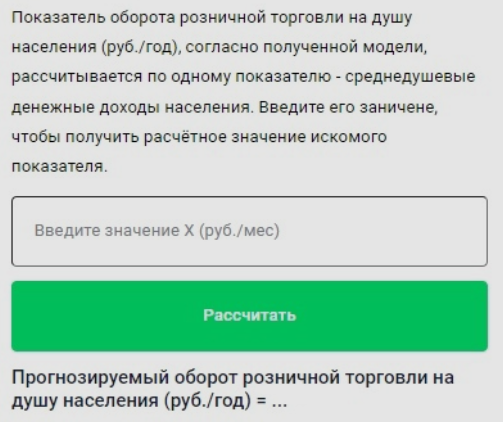 Показатель оборота розничной торговли на душу
населения (руб./год), согласно полученной модели,
рассчитывается по одному показателю - среднедушевые
денежные доходы населения. Введите его заничене,
чтобы получить расчётное значение искомого
показателя.
Введите значение X (руб./мес)
Рассчитать
Прогнозируемый оборот розничной торговли на
душу населения (руб./год) = ...